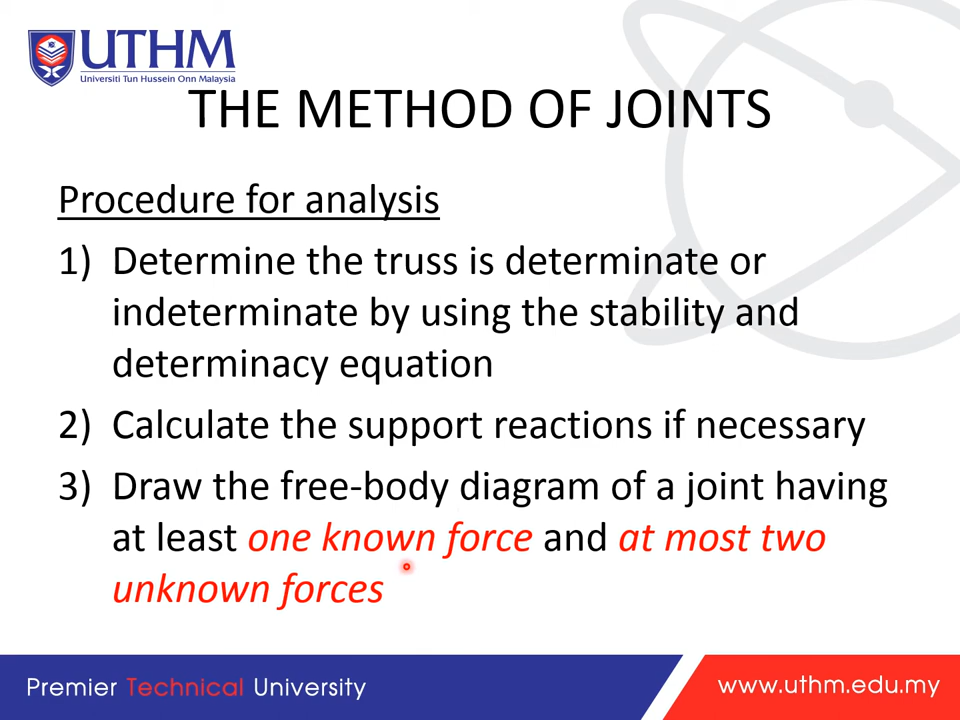 UTHM
Universiti Tun Hussein Onn Malaysia
THE METHOD OF JOINTS
Procedure for analysis
1) Determine the truss is determinate or
indeterminate by using the stability and
determinacy equation
2) Calculate the support reactions if necessary
3) Draw the free-body diagram of a joint having
at least one known force and at most two
unknown forces
Premier Technical University
www.uthm.edu.my